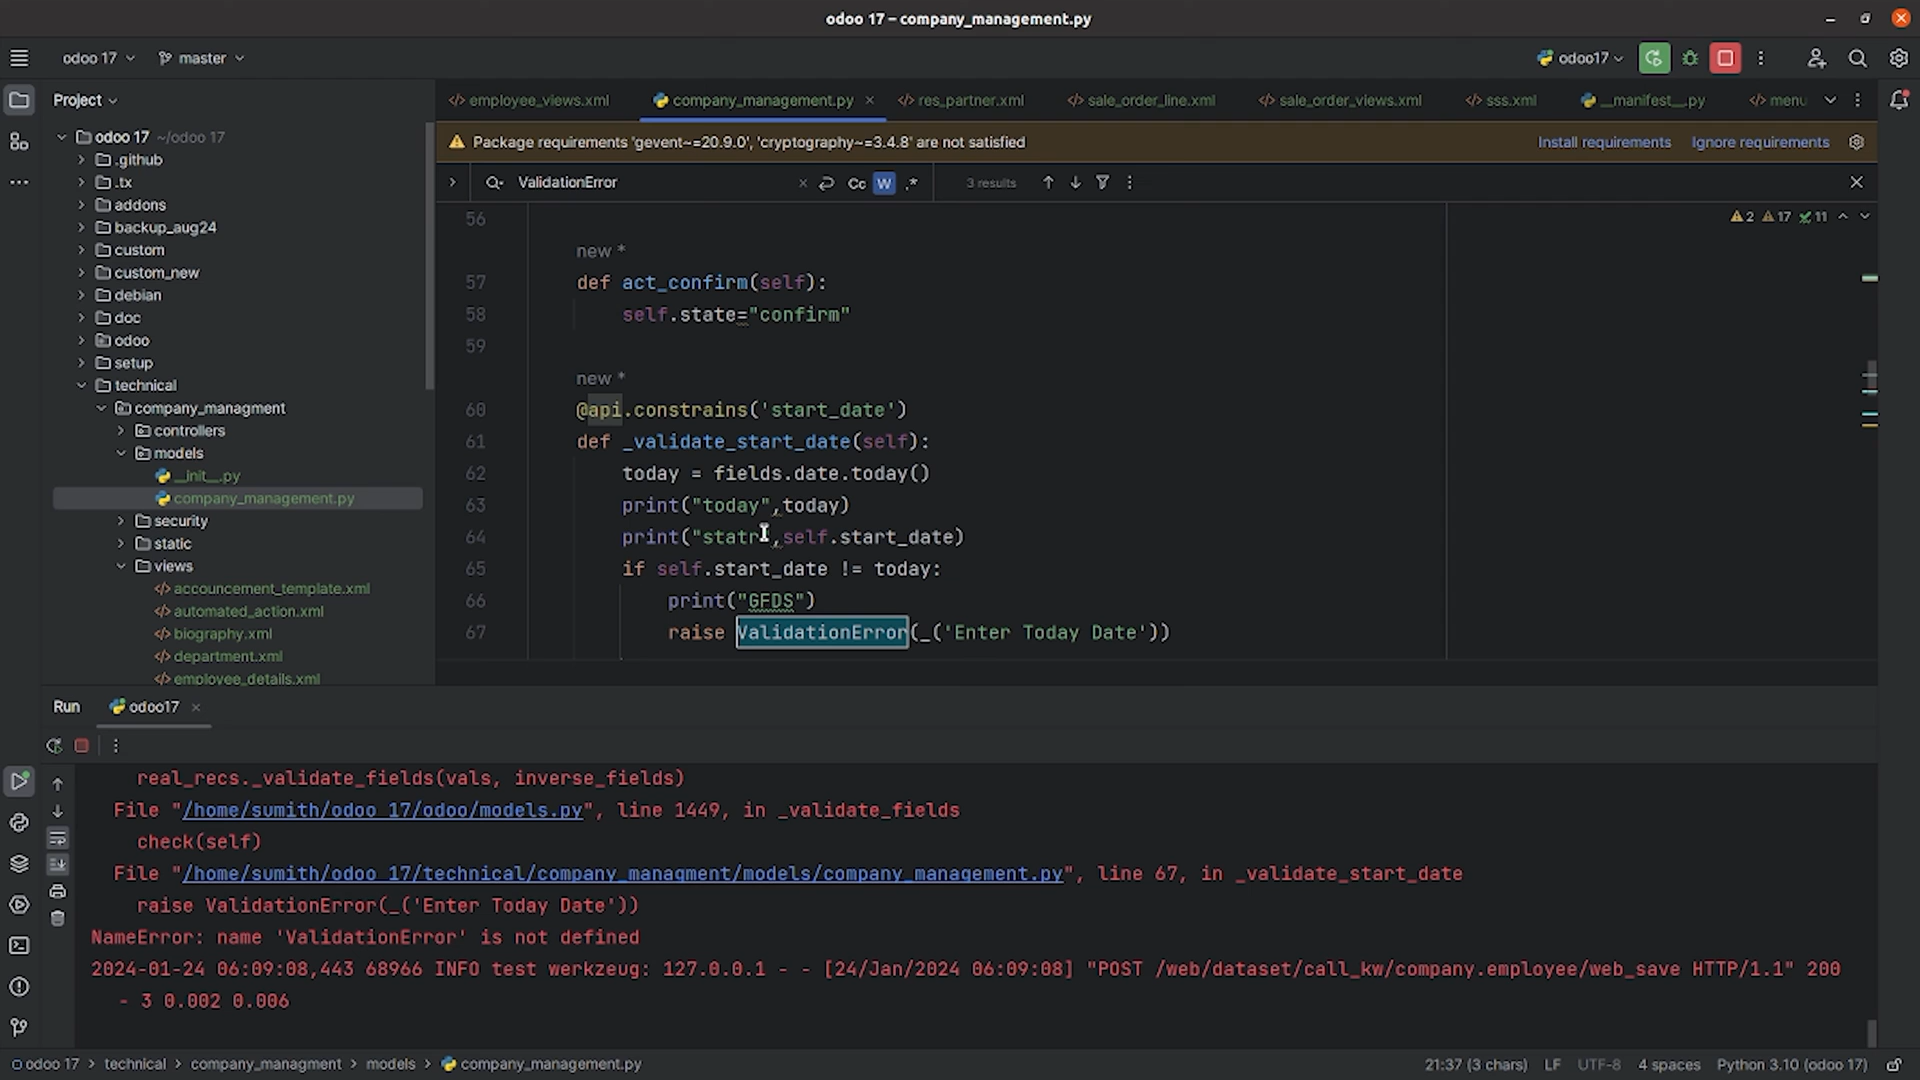 odoo 17 – company_management.py
odoo 17
master
odoo17
Project
employee_views.xml
company_management.py
res_partner.xml
sale_order_line.xml
sale_order_views.xml
sss.xml
__manifest__.py
menu
odoo 17 ~/odoo 17
.github
.tx
addons
backup_aug24
custom
custom_new
debian
doc
odoo
setup
technical
company_managment
controllers
models
__init__.py
company_management.py
security
static
views
accouncement_template.xml
automated_action.xml
biography.xml
department.xml
employee_details.xml
Package requirements 'gevent~=20.9.0', 'cryptography~=3.4.8' are not satisfied
Install requirements
Ignore requirements
ValidationError
Cc
W
.*
3 results
2 17 11
56
new *
57 def act_confirm(self):
58 self.state="confirm"
59
new *
60 @api.constrains('start_date')
61 def _validate_start_date(self):
62 today = fields.date.today()
63 print("today",today)
64 print("statr",self.start_date)
65 if self.start_date != today:
66 print("GFDS")
67 raise ValidationError(_('Enter Today Date'))
Run
odoo17
real_recs._validate_fields(vals, inverse_fields)
File "/home/sumith/odoo 17/odoo/models.py", line 1449, in _validate_fields
check(self)
File "/home/sumith/odoo 17/technical/company_managment/models/company_management.py", line 67, in _validate_start_date
raise ValidationError(_('Enter Today Date'))
NameError: name 'ValidationError' is not defined
2024-01-24 06:09:08,443 68966 INFO test werkzeug: 127.0.0.1 - - [24/Jan/2024 06:09:08] "POST /web/dataset/call_kw/company.employee/web_save HTTP/1.1" 200
- 3 0.002 0.006
odoo 17 > technical > company_managment > models > company_management.py
21:37 (3 chars)
LF
UTF-8
4 spaces
Python 3.10 (odoo 17)